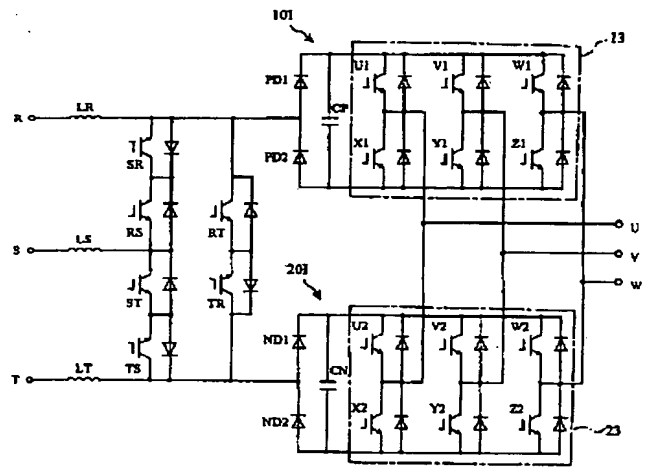 101
23
U1
V1
W1
PD1
CP
R
LR
PD2
X1
Y1
Z1
SR
RS
RT
U
S
LS
V
201
W
ST
TR
U2
V2
W2
ND1
TS
CN
T
LT
ND2
X2
Y2
Z2
23